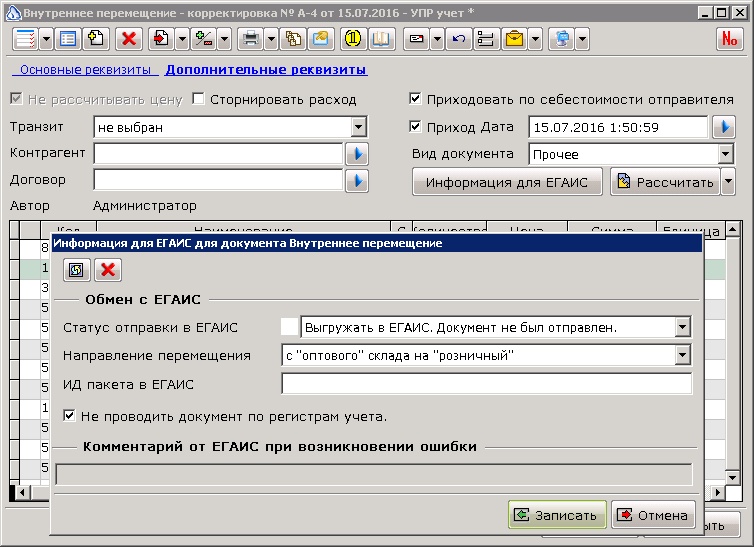 Внутреннее перемещение - корректировка № А-4 от 15.07.2016 - УПР учет *
№
Основные реквизиты Дополнительные реквизиты
Не рассчитывать цену Сторнировать расход Приходовать по себестоимости отправителя
Транзит не выбран Приход Дата 15.07.2016 1:50:59
Контрагент Вид документа Прочее
Договор Информация для ЕГАИС Рассчитать
Автор Администратор
Код Наименование С Количество Цена Сумма Единица
8
Информация для ЕГАИС для документа Внутреннее перемещение
1
3
Обмен с ЕГАИС
5
Статус отправки в ЕГАИС Выгружать в ЕГАИС. Документ не был отправлен.
5
Направление перемещения с "оптового" склада на "розничный"
5
ИД пакета в ЕГАИС
5
1
Не проводить документ по регистрам учета.
5
Комментарий от ЕГАИС при возникновении ошибки
5
5
Записать Отмена